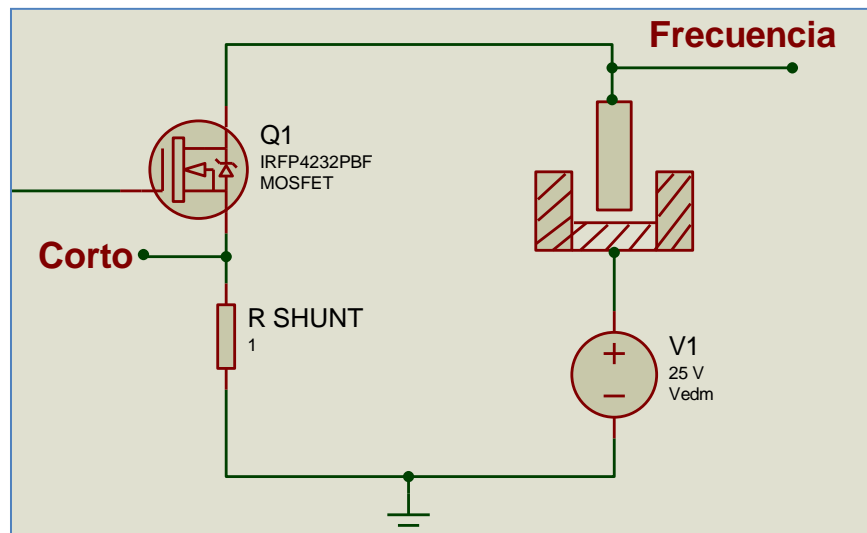 Frecuencia
Q1
IRFP4232PBF
MOSFET
Corto
R SHUNT
1
V1
25 V
Vedm